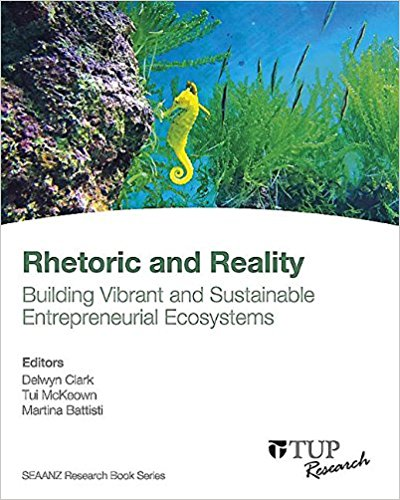 Rhetoric and Reality
Building Vibrant and Sustainable
Entrepreneurial Ecosystems
Editors
Delwyn Clark
Tui McKeown
Martina Battisti
TUP
Research
SEAANZ Research Book Series